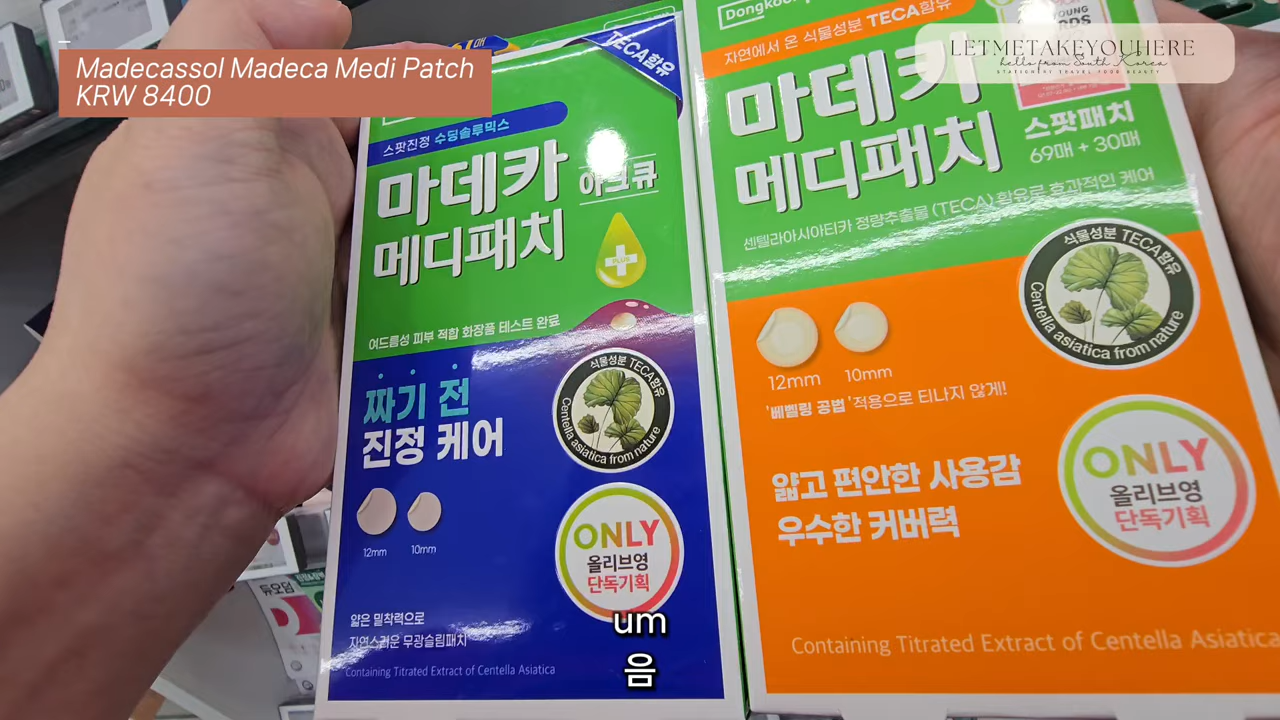 Madecassol Madeca Medi Patch
KRW 8400
LETMETAKEYOUHERE
hello from South Korea
STATIONERY TRAVEL FOOD BEAUTY
TECA함유
스팟진정 수딩솔루믹스
마데카
메디패치
아크큐
PLUS
여드름성 피부 적합 화장품 테스트 완료
짜기 전
진정 케어
식물성분 TECA함유
Centella asiatica from nature
12mm 10mm
ONLY
올리브영
단독기획
얇은 밀착력으로
자연스러운 무광슬림패치
Containing Titrated Extract of Centella Asiatica
자연에서 온 식물성분 TECA함유
마데카
메디패치
스팟패치
69매 + 30매
센텔라아시아티카 정량추출물 (TECA) 함유로 효과적인 케어
식물성분 TECA함유
Centella asiatica from nature
12mm 10mm
'베벨링 공법' 적용으로 티나지 않게!
얇고 편안한 사용감
우수한 커버력
ONLY
올리브영
단독기획
Containing Titrated Extract of Centella Asiatica
um
음